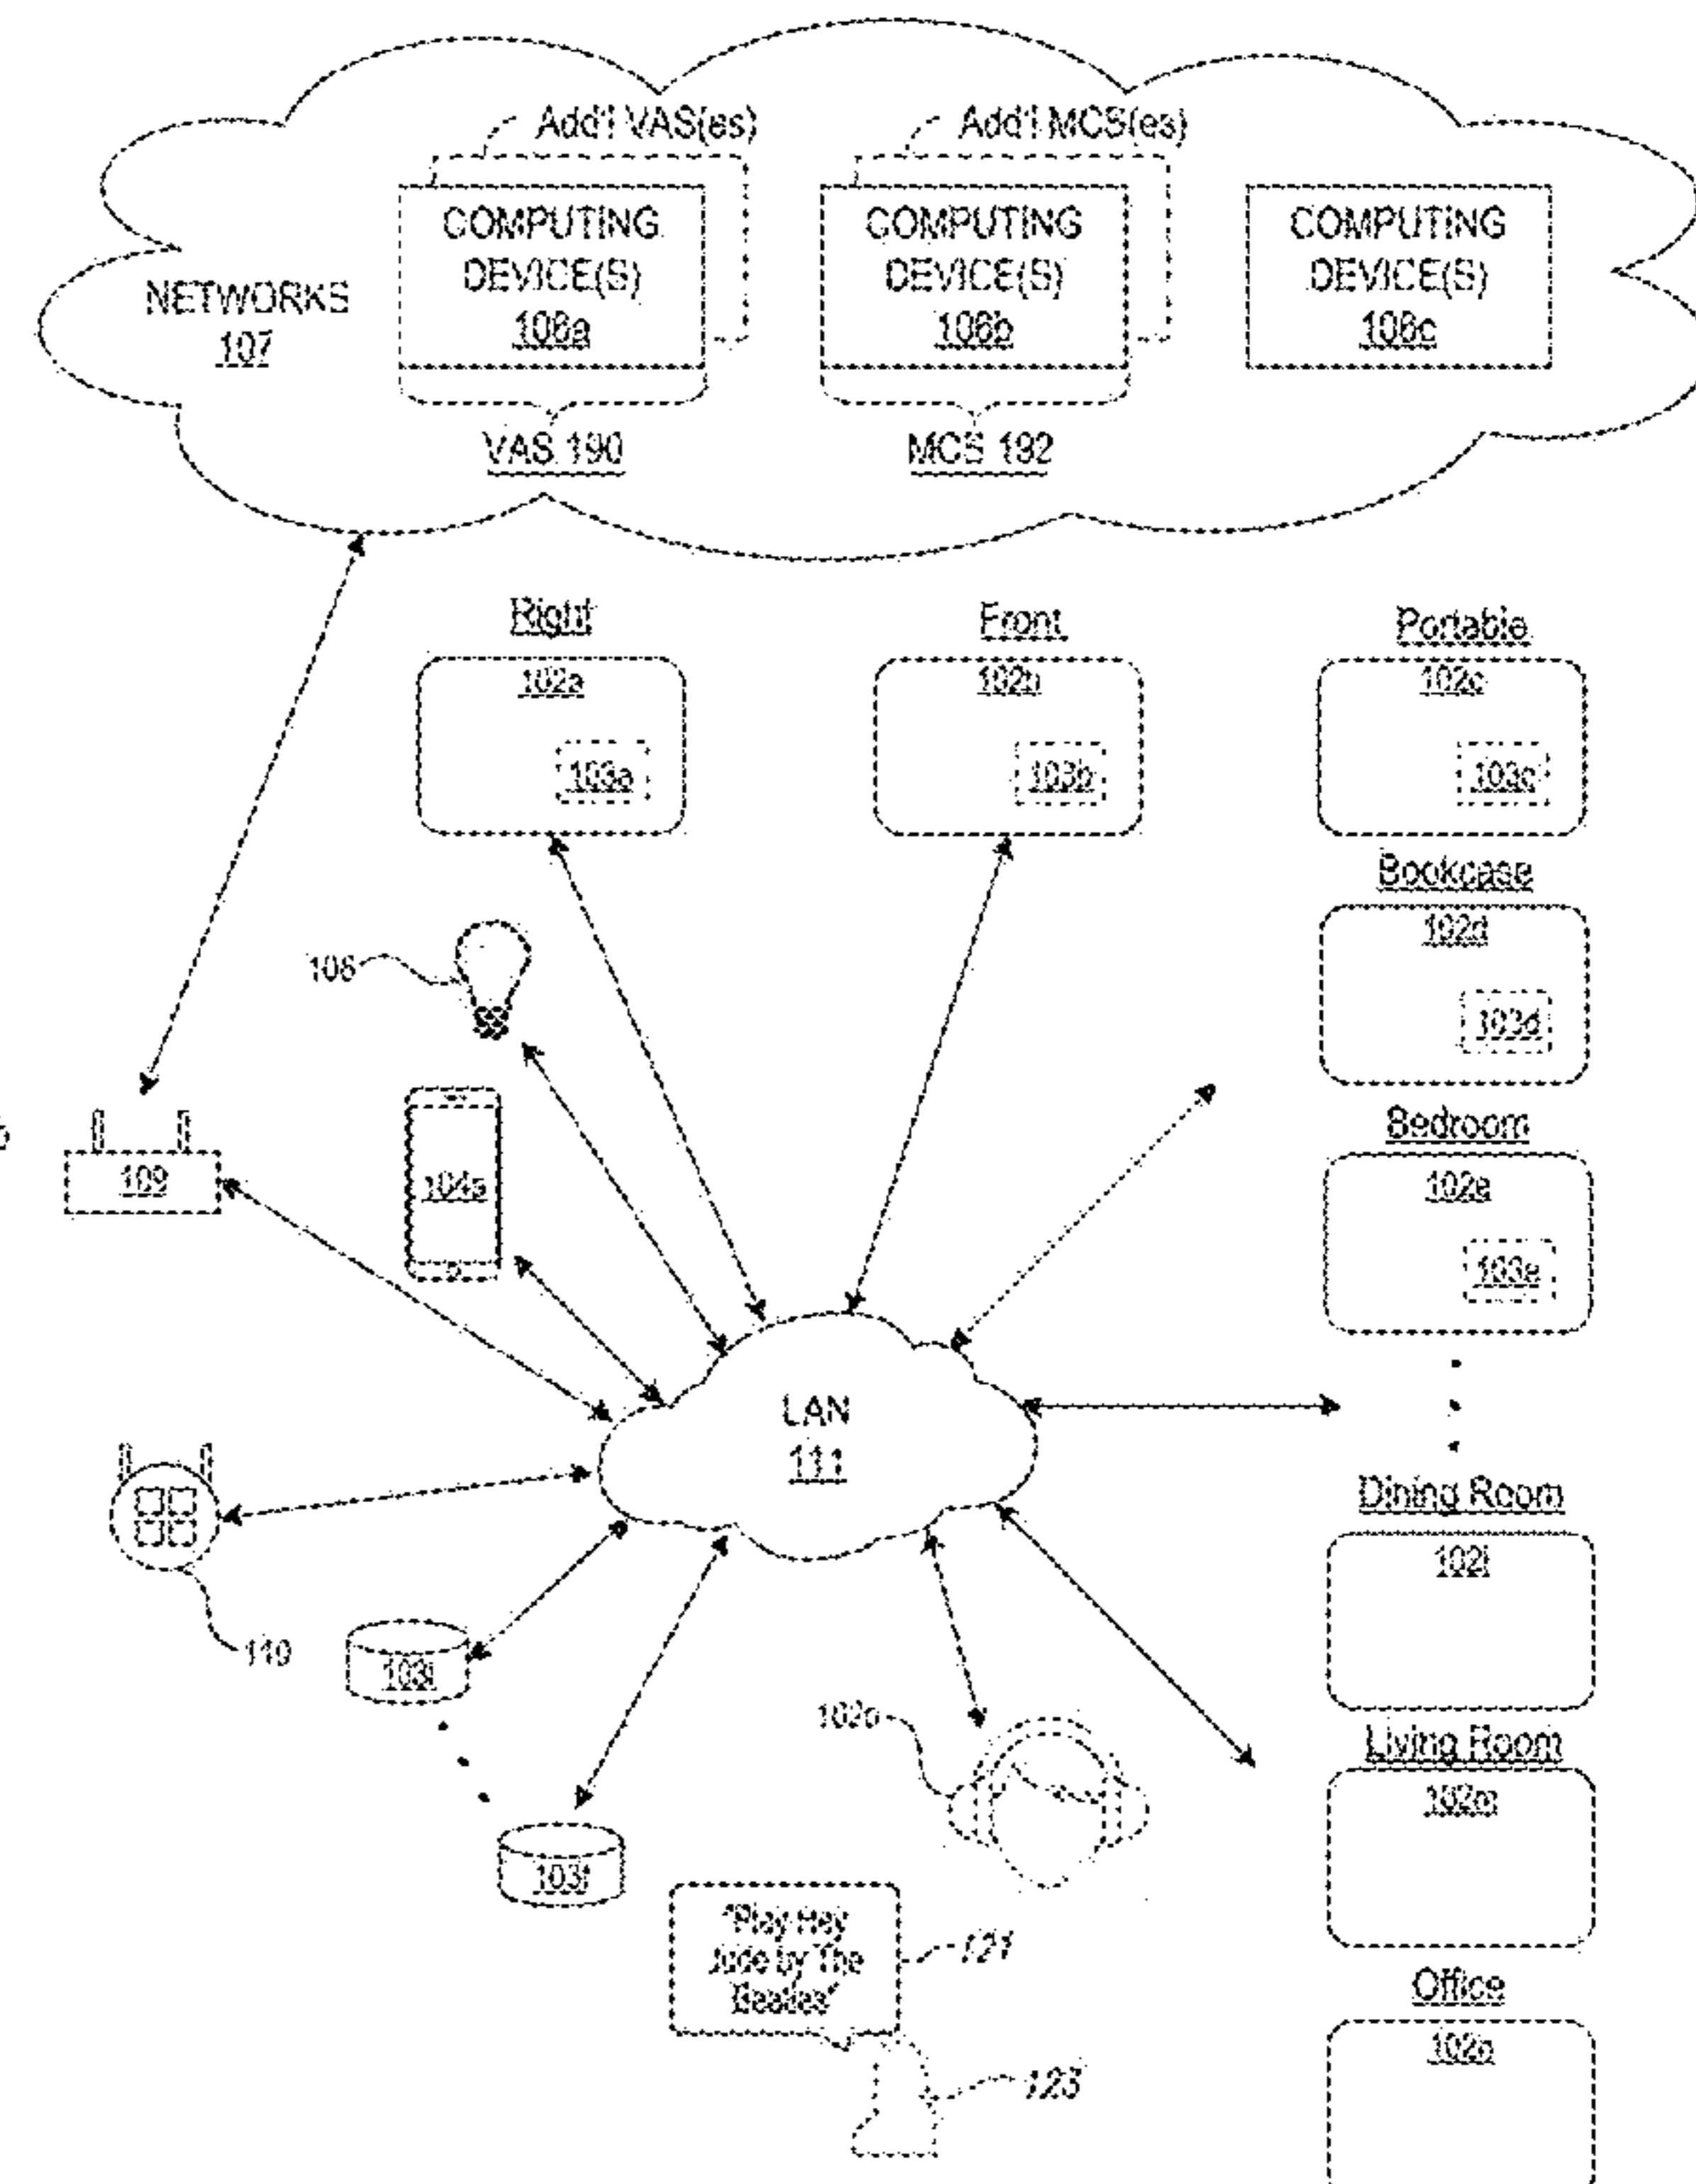 Add'l VAS(es)
Add'l MCS(es)
COMPUTING
DEVICE(S)
106a
COMPUTING
DEVICE(S)
106b
COMPUTING
DEVICE(S)
106c
NETWORKS
107
VAS 190
MCS 192
Right
102a
103a
Front
102b
103b
Portable
102c
103c
Bookcase
102d
103d
108
109
104a
Bedroom
102e
103e
LAN
111
110
103i
103j
Dining Room
102l
Living Room
102m
102o
"Play Hey
Jude by The
Beatles"
121
123
Office
102n